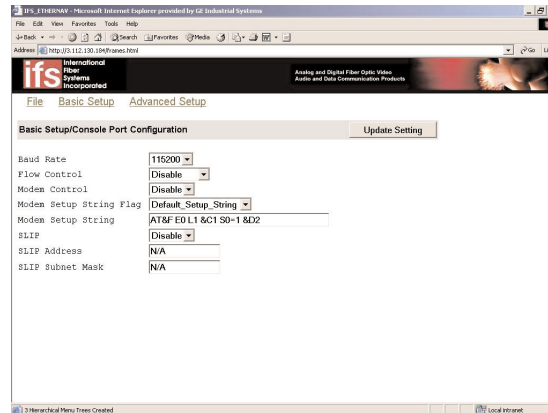 IFS_ETHERNAV - Microsoft Internet Explorer provided by GE Industrial Systems
File Edit View Favorites Tools Help
Back Search Favorites Media
Address http://3.112.130.184/frames.html Go
ifs International Fiber Systems Incorporated
Analog and Digital Fiber Optic Video
Audio and Data Communication Products
File Basic Setup Advanced Setup
Basic Setup/Console Port Configuration Update Setting
Baud Rate 115200
Flow Control Disable
Modem Control Disable
Modem Setup String Flag Default_Setup_String
Modem Setup String AT&F E0 L1 &C1 S0=1 &D2
SLIP Disable
SLIP Address N/A
SLIP Subnet Mask N/A
3 Hierarchical Menu Trees Created Local intranet